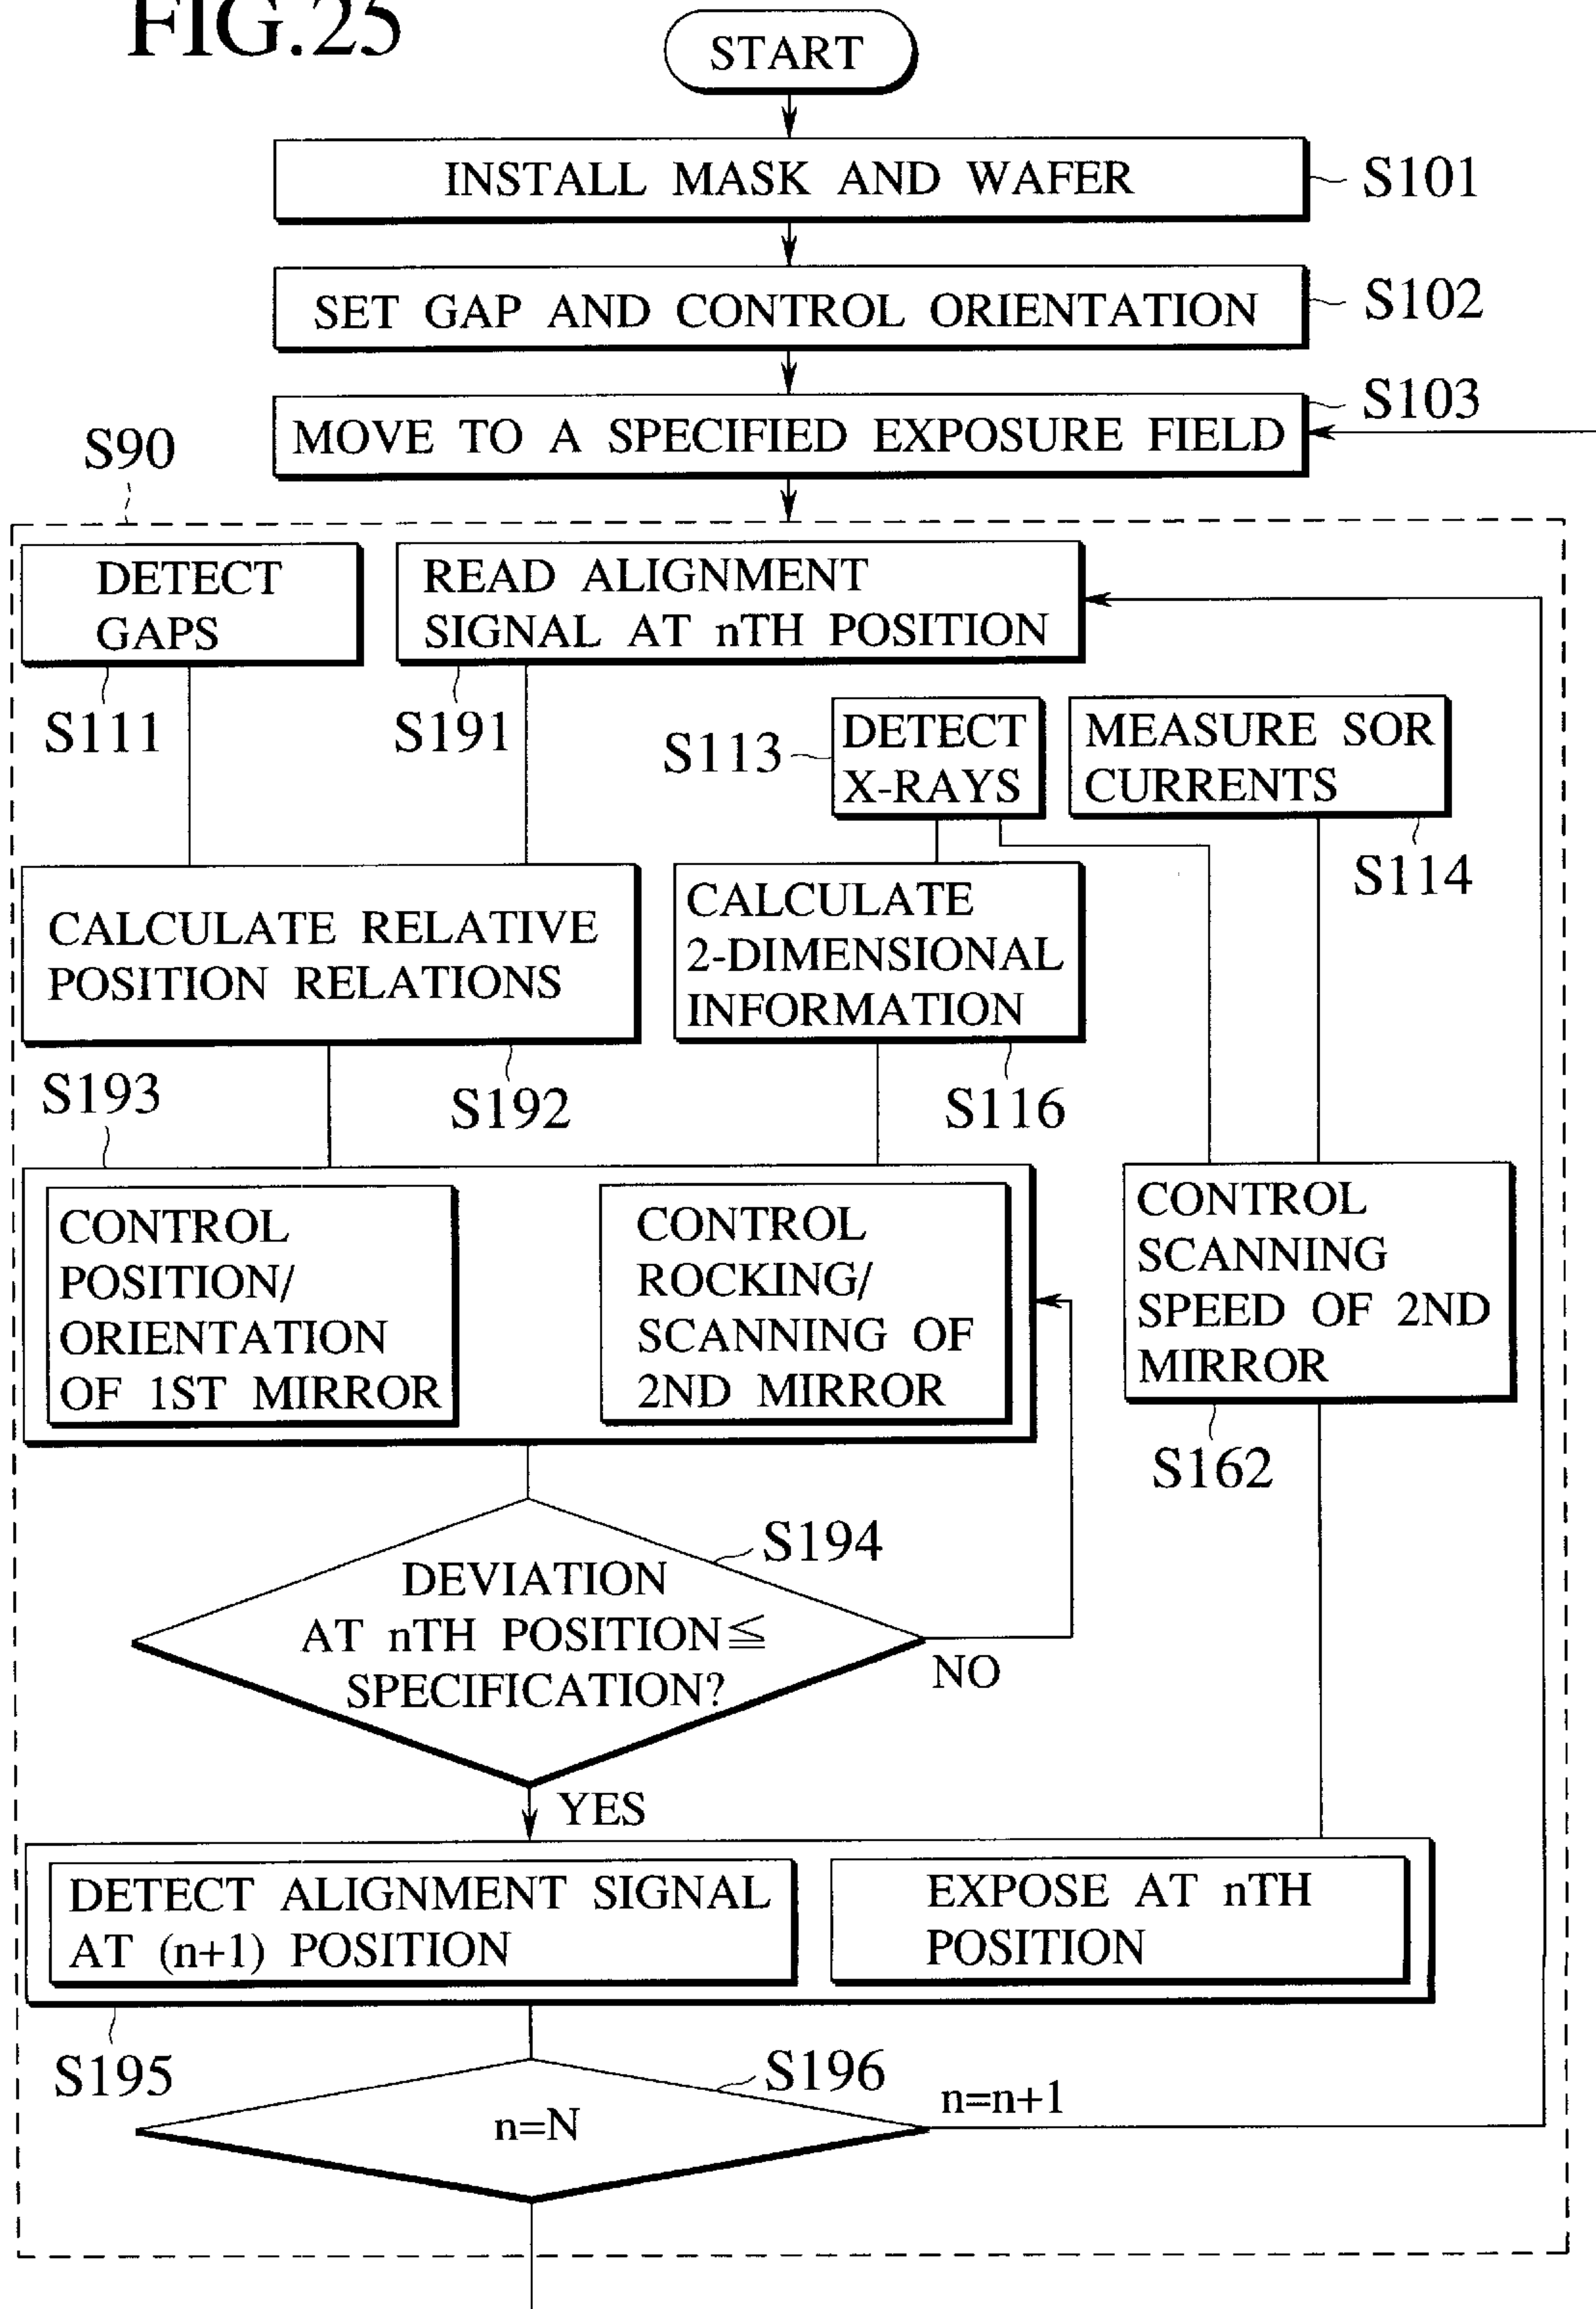 FIG.25
START
INSTALL MASK AND WAFER
S101
SET GAP AND CONTROL ORIENTATION
S102
MOVE TO A SPECIFIED EXPOSURE FIELD
S103
S90
DETECT
GAPS
S111
READ ALIGNMENT
SIGNAL AT nTH POSITION
S191
S113
DETECT
X-RAYS
MEASURE SOR
CURRENTS
S114
CALCULATE RELATIVE
POSITION RELATIONS
S192
CALCULATE
2-DIMENSIONAL
INFORMATION
S116
S193
CONTROL
POSITION/
ORIENTATION
OF 1ST MIRROR
CONTROL
ROCKING/
SCANNING OF
2ND MIRROR
CONTROL
SCANNING
SPEED OF 2ND
MIRROR
S162
S194
DEVIATION
AT nTH POSITION≦
SPECIFICATION?
NO
YES
DETECT ALIGNMENT SIGNAL
AT (n+1) POSITION
EXPOSE AT nTH
POSITION
S195
S196
n=N
n=n+1